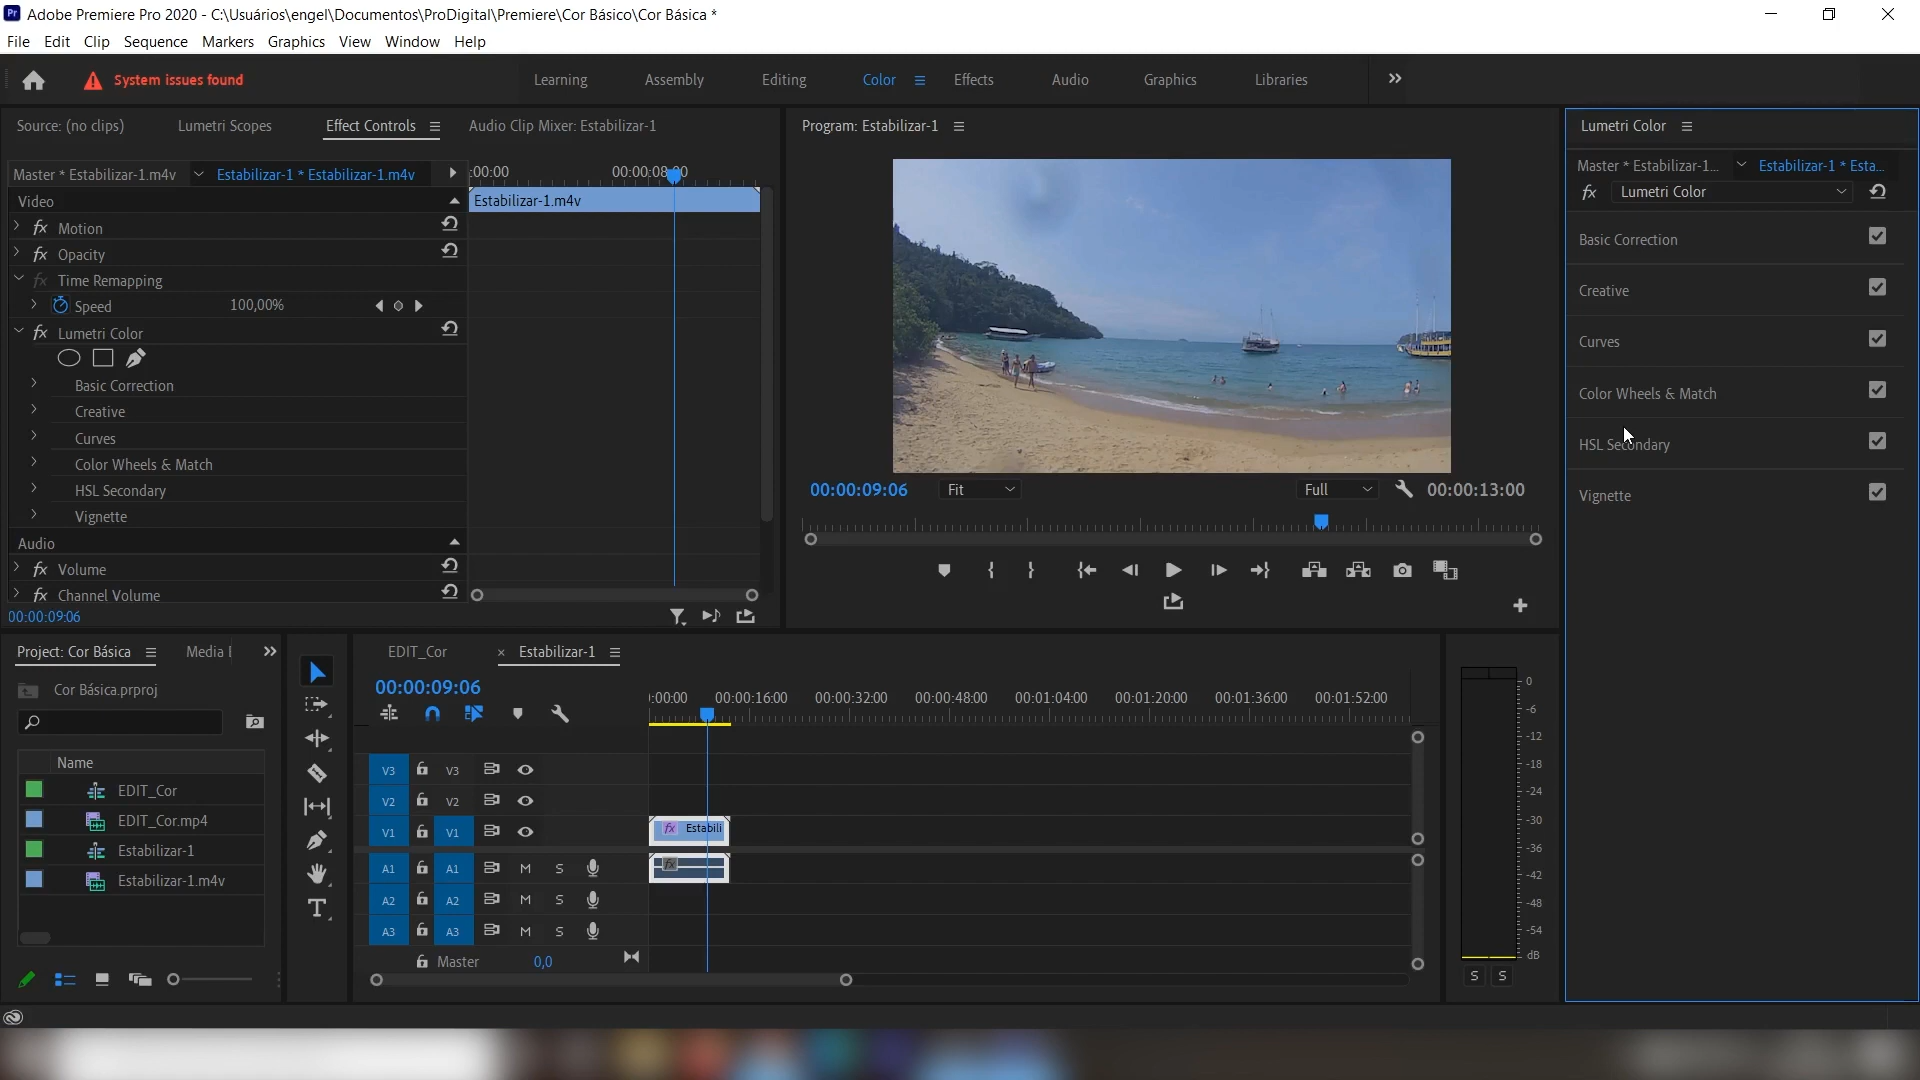 Adobe Premiere Pro 2020 - C:\Usuários\engel\Documentos\ProDigital\Premiere\Cor Básico\Cor Básica *
File Edit Clip Sequence Markers Graphics View Window Help
System issues found
Learning Assembly Editing Color Effects Audio Graphics Libraries
Source: (no clips) Lumetri Scopes Effect Controls Audio Clip Mixer: Estabilizar-1
Master * Estabilizar-1.m4v Estabilizar-1 * Estabilizar-1.m4v
:00:00 00:00:08:00
Video
Estabilizar-1.m4v
fx Motion
fx Opacity
fx Time Remapping
Speed 100,00%
fx Lumetri Color
Basic Correction
Creative
Curves
Color Wheels & Match
HSL Secondary
Vignette
Audio
fx Volume
fx Channel Volume
00:00:09:06
Program: Estabilizar-1
00:00:09:06 Fit Full 00:00:13:00
Lumetri Color
Master * Estabilizar-1... Estabilizar-1 * Esta...
fx Lumetri Color
Basic Correction
Creative
Curves
Color Wheels & Match
HSL Secondary
Vignette
Project: Cor Básica Media
Cor Básica.prproj
Name
EDIT_Cor
EDIT_Cor.mp4
Estabilizar-1
Estabilizar-1.m4v
EDIT_Cor × Estabilizar-1
00:00:09:06
:00:00 00:00:16:00 00:00:32:00 00:00:48:00 00:01:04:00 00:01:20:00 00:01:36:00 00:01:52:00
V3 V3
V2 V2
V1 V1 fx Estabili
A1 A1 M S fx
A2 A2 M S
A3 A3 M S
Master 0,0
0
-6
-12
-18
-24
-30
-36
-42
-48
-54
dB
S S